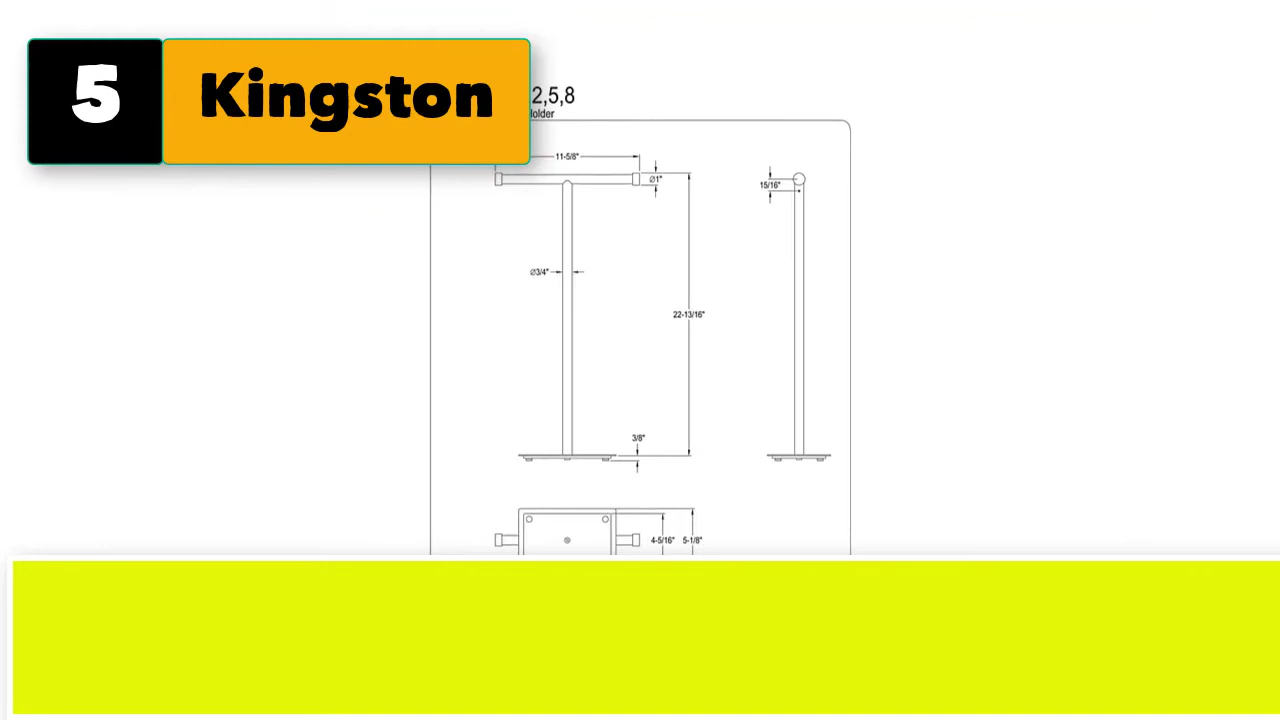 5 Kingston
2,5,8
older
11-5/8"
Ø1"
15/16"
Ø3/4"
22-13/16"
3/8"
4-5/16" 5-1/8"